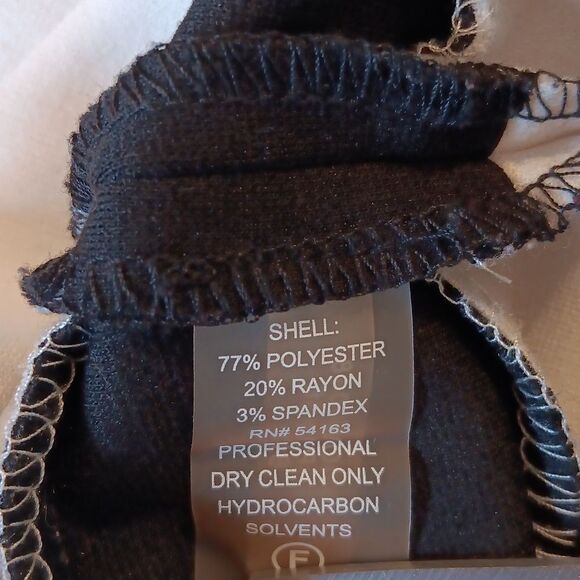 SHELL:
77% POLYESTER
20% RAYON
3% SPANDEX
RN# 54163
PROFESSIONAL
DRY CLEAN ONLY
HYDROCARBON
SOLVENTS
F